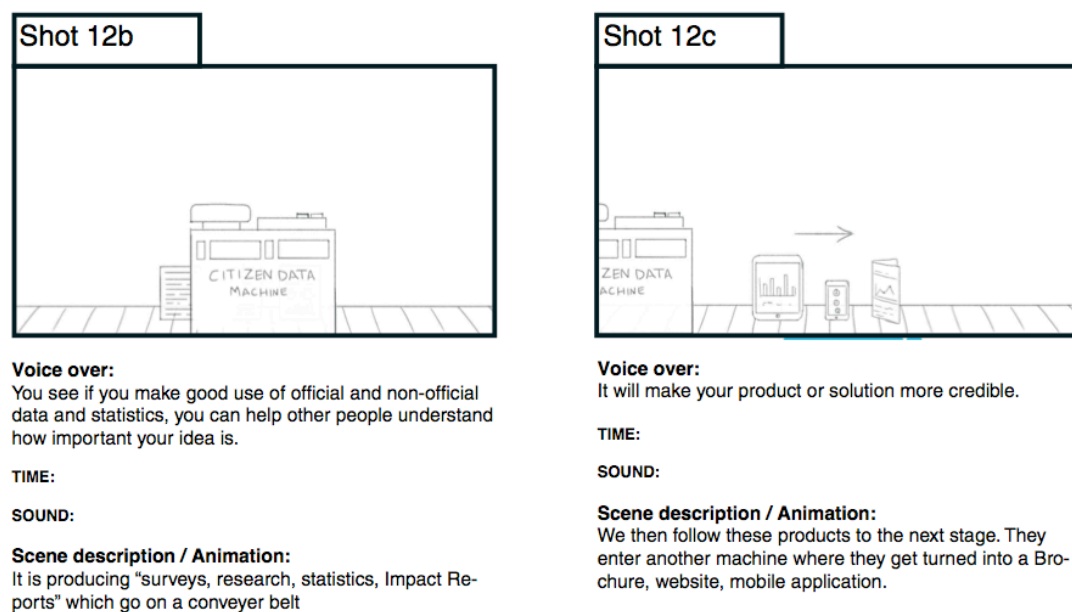 Shot 12b
CITIZEN DATA
MACHINE
Voice over:
You see if you make good use of official and non-official
data and statistics, you can help other people understand
how important your idea is.
TIME:
SOUND:
Scene description / Animation:
It is producing “surveys, research, statistics, Impact Re-
ports” which go on a conveyer belt
Shot 12c
ZEN DATA
ACHINE
Voice over:
It will make your product or solution more credible.
TIME:
SOUND:
Scene description / Animation:
We then follow these products to the next stage. They
enter another machine where they get turned into a Bro-
chure, website, mobile application.